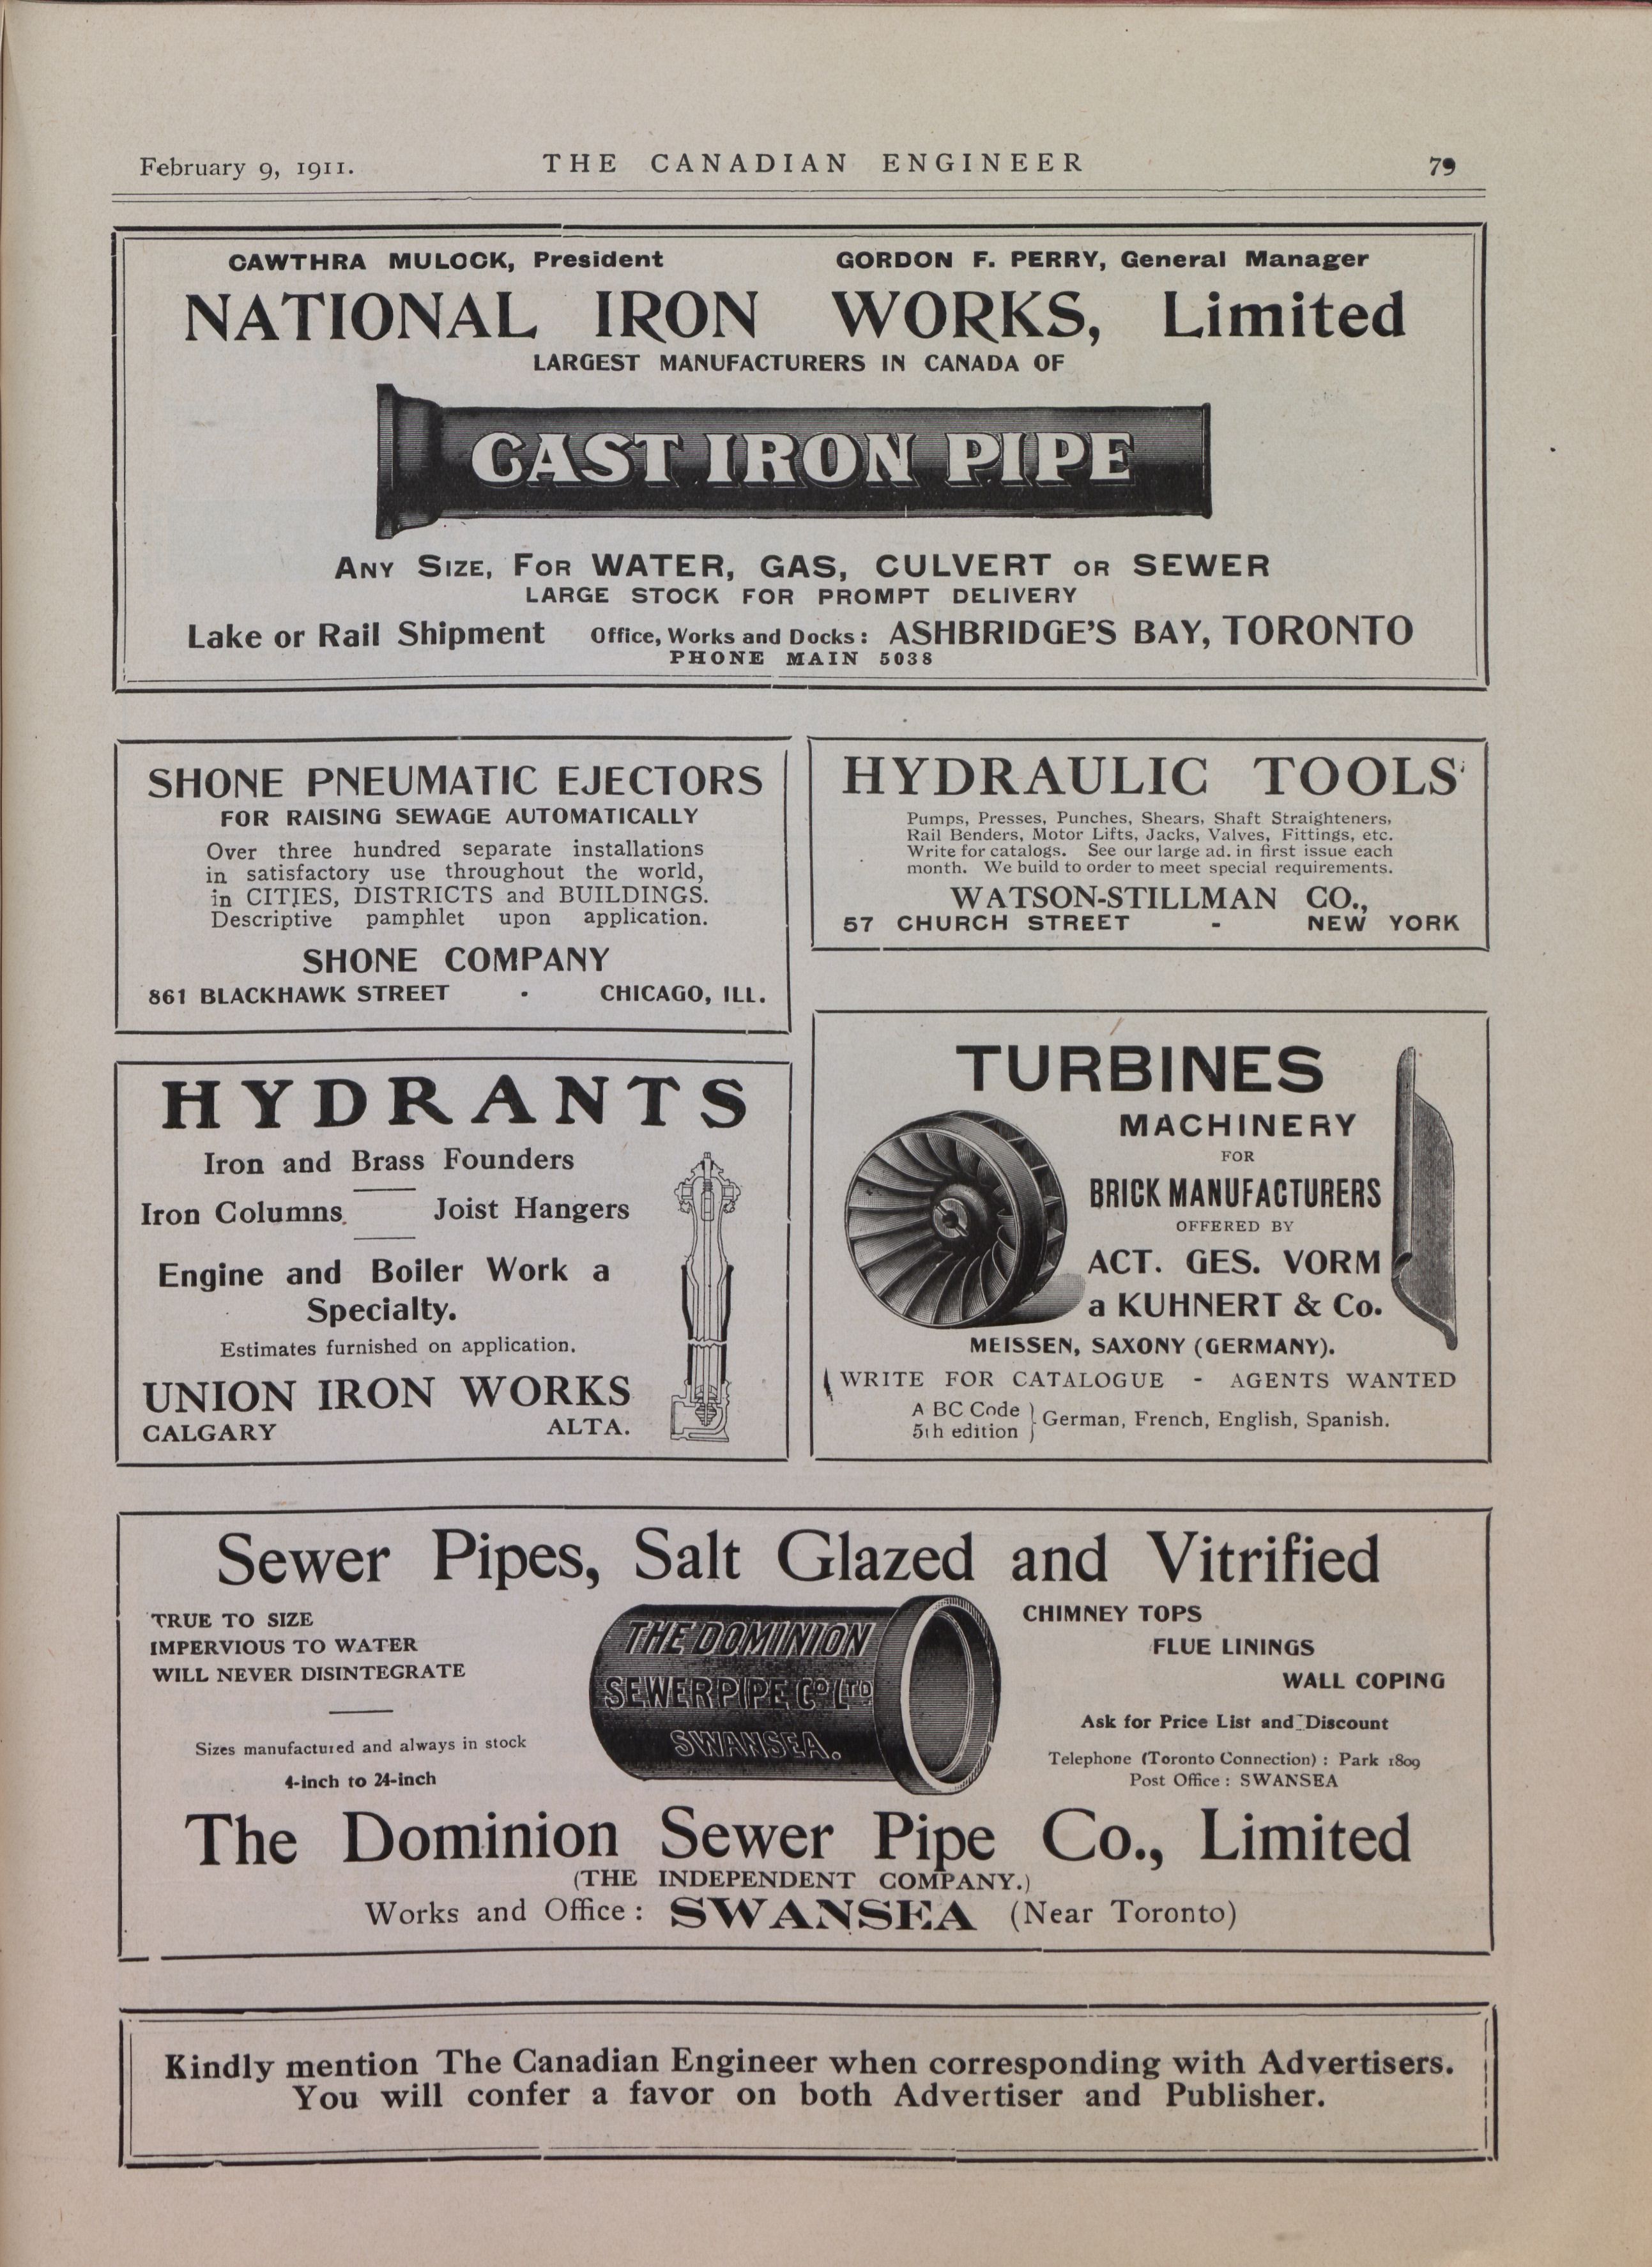 February 9, 1911.
THE CANADIAN ENGINEER
79
CAWTHRA MULOCK, President
GORDON F. PERRY, General Manager
NATIONAL IRON WORKS, Limited
LARGEST MANUFACTURERS IN CANADA OF
CAST IRON PIPE
ANY SIZE, FOR WATER, GAS, CULVERT OR SEWER
LARGE STOCK FOR PROMPT DELIVERY
Lake or Rail Shipment Office, Works and Docks: ASHBRIDGE'S BAY, TORONTO
PHONE MAIN 5038
SHONE PNEUMATIC EJECTORS
FOR RAISING SEWAGE AUTOMATICALLY
Over three hundred separate installations
in satisfactory use throughout the world,
in CITIES, DISTRICTS and BUILDINGS.
Descriptive pamphlet upon application.
SHONE COMPANY
861 BLACKHAWK STREET - CHICAGO, ILL.
HYDRAULIC TOOLS
Pumps, Presses, Punches, Shears, Shaft Straighteners,
Rail Benders, Motor Lifts, Jacks, Valves, Fittings, etc.
Write for catalogs. See our large ad. in first issue each
month. We build to order to meet special requirements.
WATSON-STILLMAN CO.,
57 CHURCH STREET - NEW YORK
HYDRANTS
Iron and Brass Founders
Iron Columns Joist Hangers
Engine and Boiler Work a
Specialty.
Estimates furnished on application.
UNION IRON WORKS
CALGARY ALTA.
TURBINES
MACHINERY
FOR
BRICK MANUFACTURERS
OFFERED BY
ACT. GES. VORM
a KUHNERT & Co.
MEISSEN, SAXONY (GERMANY).
WRITE FOR CATALOGUE - AGENTS WANTED
A BC Code
5th edition } German, French, English, Spanish.
Sewer Pipes, Salt Glazed and Vitrified
TRUE TO SIZE
IMPERVIOUS TO WATER
WILL NEVER DISINTEGRATE
Sizes manufactured and always in stock
4-inch to 24-inch
THE DOMINION
SEWER PIPE CO LTD
SWANSEA.
CHIMNEY TOPS
FLUE LININGS
WALL COPING
Ask for Price List and Discount
Telephone (Toronto Connection) : Park 1809
Post Office : SWANSEA
The Dominion Sewer Pipe Co., Limited
(THE INDEPENDENT COMPANY.)
Works and Office : SWANSEA (Near Toronto)
Kindly mention The Canadian Engineer when corresponding with Advertisers.
You will confer a favor on both Advertiser and Publisher.